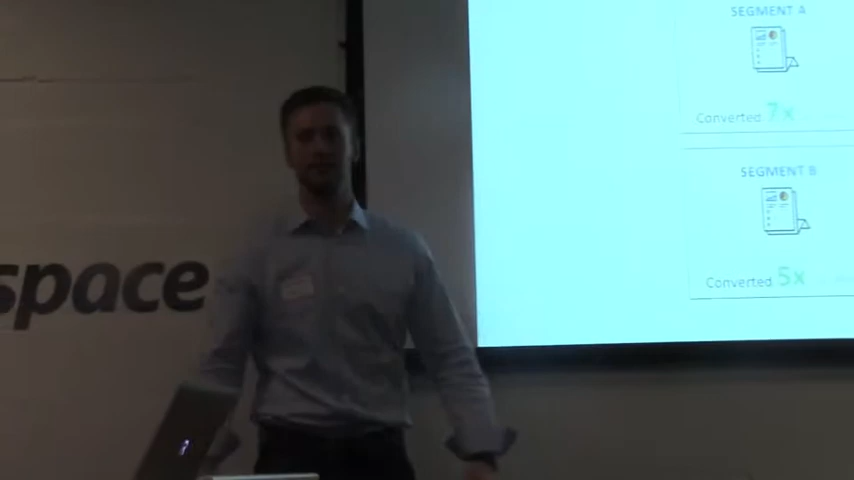 space
SEGMENT A
Converted 7x
SEGMENT B
Converted 5x